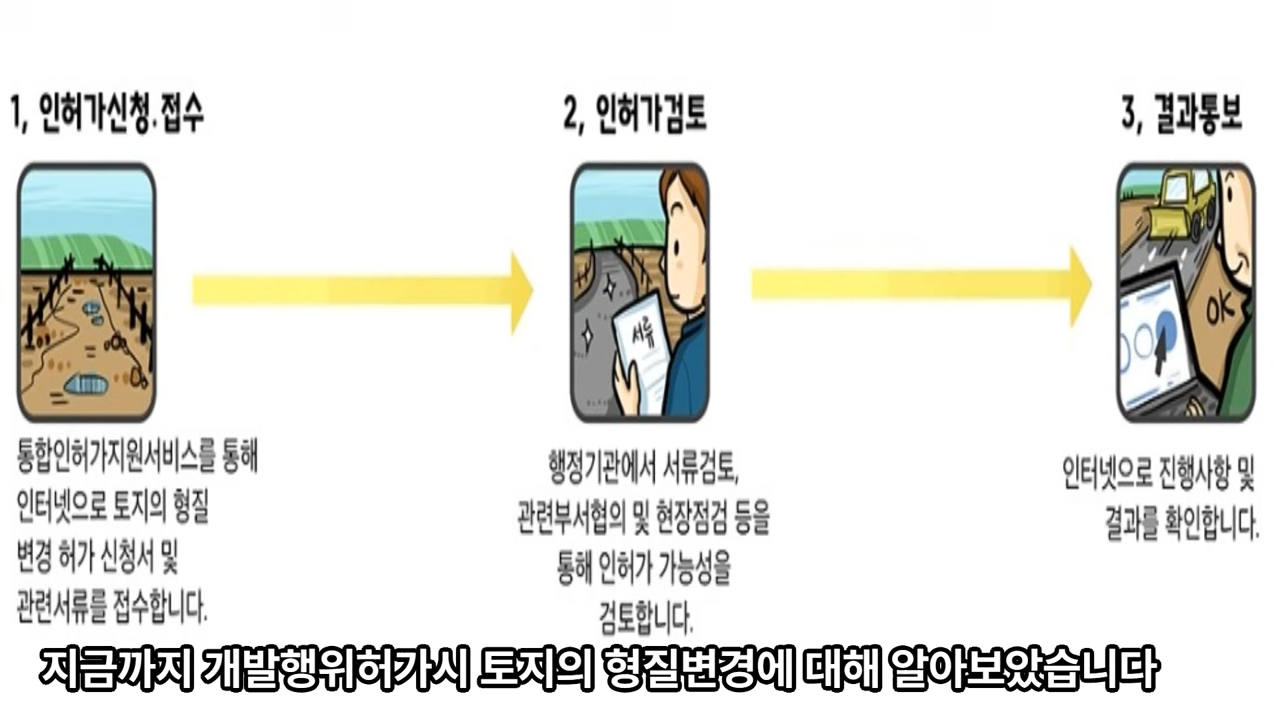 1, 인허가신청.접수
통합인허가지원서비스를 통해
인터넷으로 토지의 형질
변경 허가 신청서 및
관련서류를 접수합니다.
2, 인허가검토
서류
행정기관에서 서류검토,
관련부서협의 및 현장점검 등을
통해 인허가 가능성을
검토합니다.
3, 결과통보
OK
인터넷으로 진행사항 및
결과를 확인합니다.
지금까지 개발행위허가시 토지의 형질변경에 대해 알아보았습니다